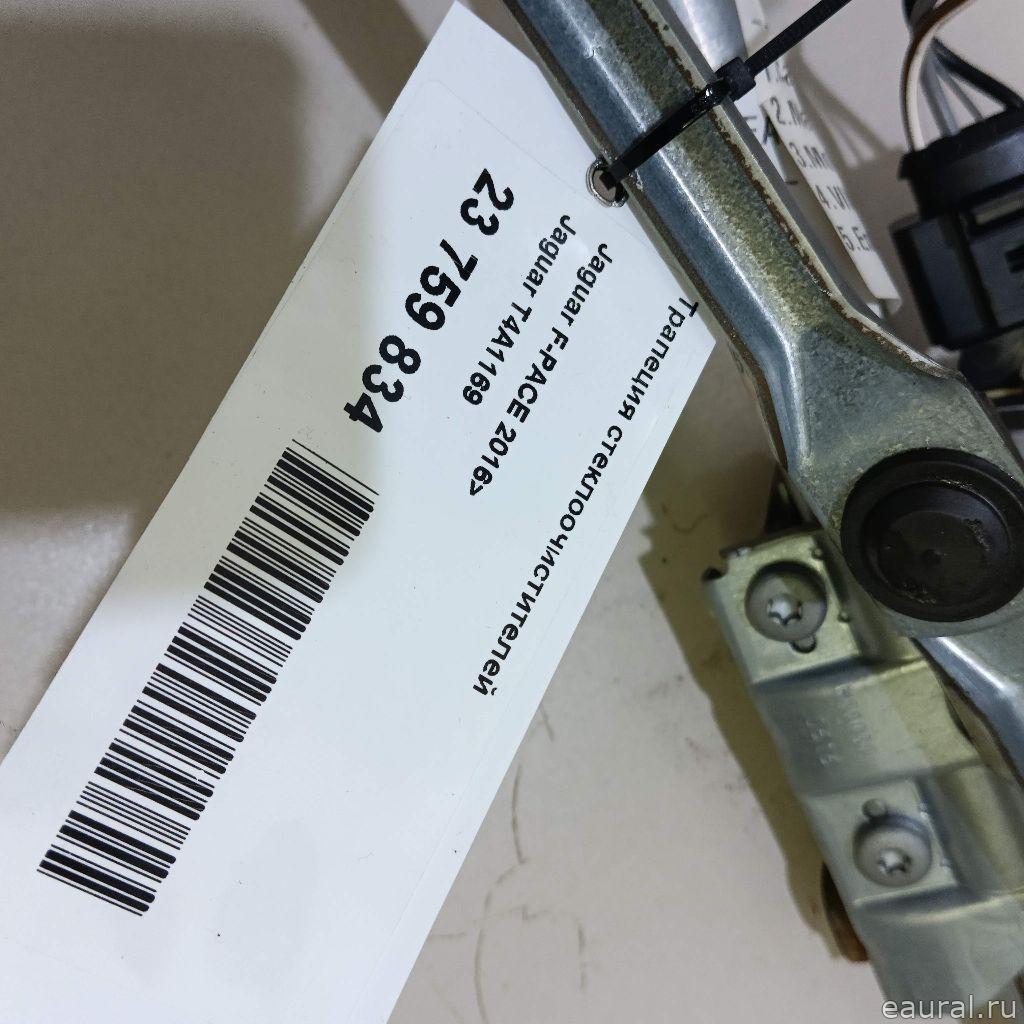 Трапеция стеклоочистителей
Jaguar F-PACE 2016>
Jaguar T4A1169
23 759 834
eaural.ru